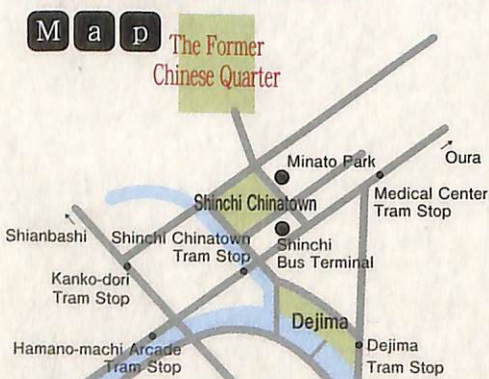 Map
The Former
Chinese Quarter
Minato Park
Oura
Shinchi Chinatown
Medical Center
Tram Stop
Shianbashi
Shinchi Chinatown
Tram Stop
Shinchi
Bus Terminal
Kanko-dori
Tram Stop
Dejima
Hamano-machi Arcade
Tram Stop
Dejima
Tram Stop